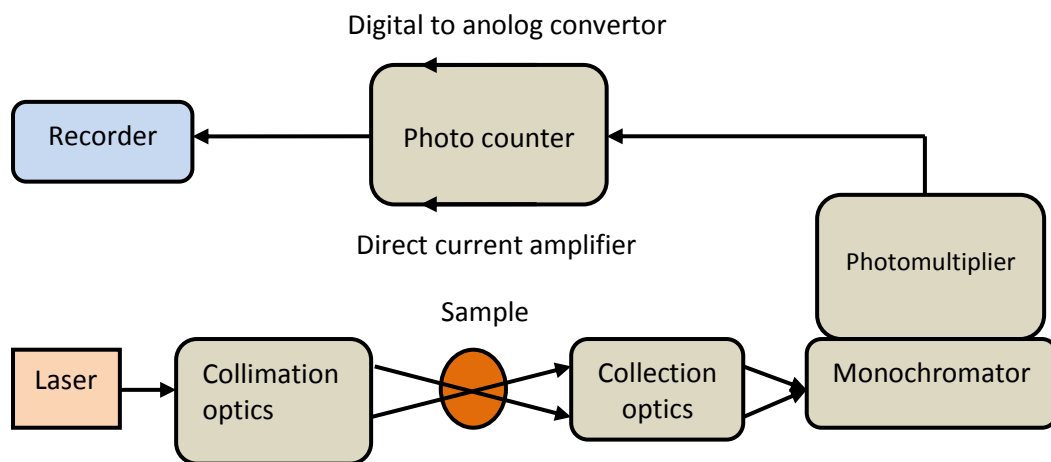 Digital to anolog convertor
Recorder
Photo counter
Direct current amplifier
Photomultiplier
Sample
Laser
Collimation
optics
Collection
optics
Monochromator